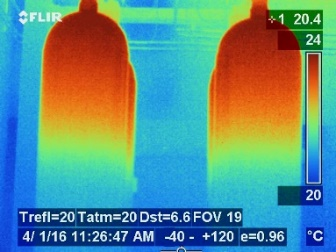 FLIR
1 20.4
24
20
Trefl=20 Tatm=20 Dst=6.6 FOV 19
4/ 1/16 11:26:47 AM -40 - +120 e=0.96
°C